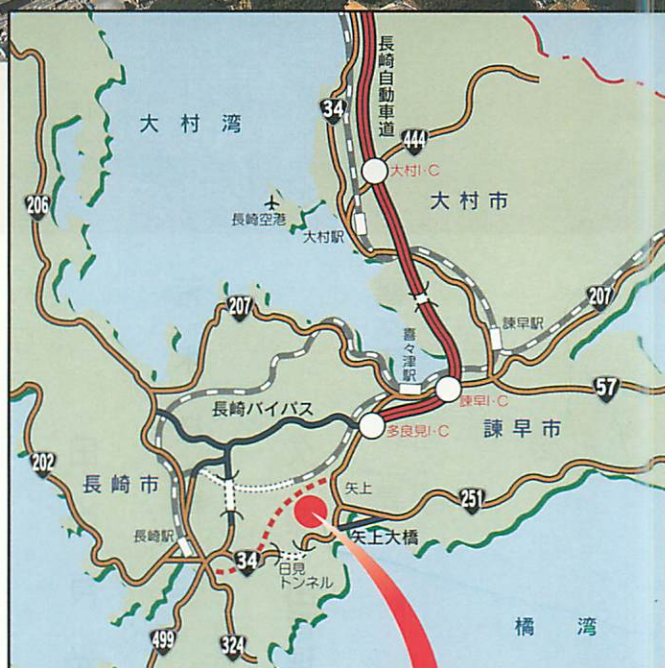 長崎自動車道
34
大村湾
444
大村I・C
206
大村市
長崎空港
大村駅
207
207
諫早駅
喜々津駅
57
長崎バイパス
諫早I・C
多良見I・C
諫早市
202
長崎市
矢上
251
長崎駅
矢上大橋
34
日見
トンネル
橘湾
499
324